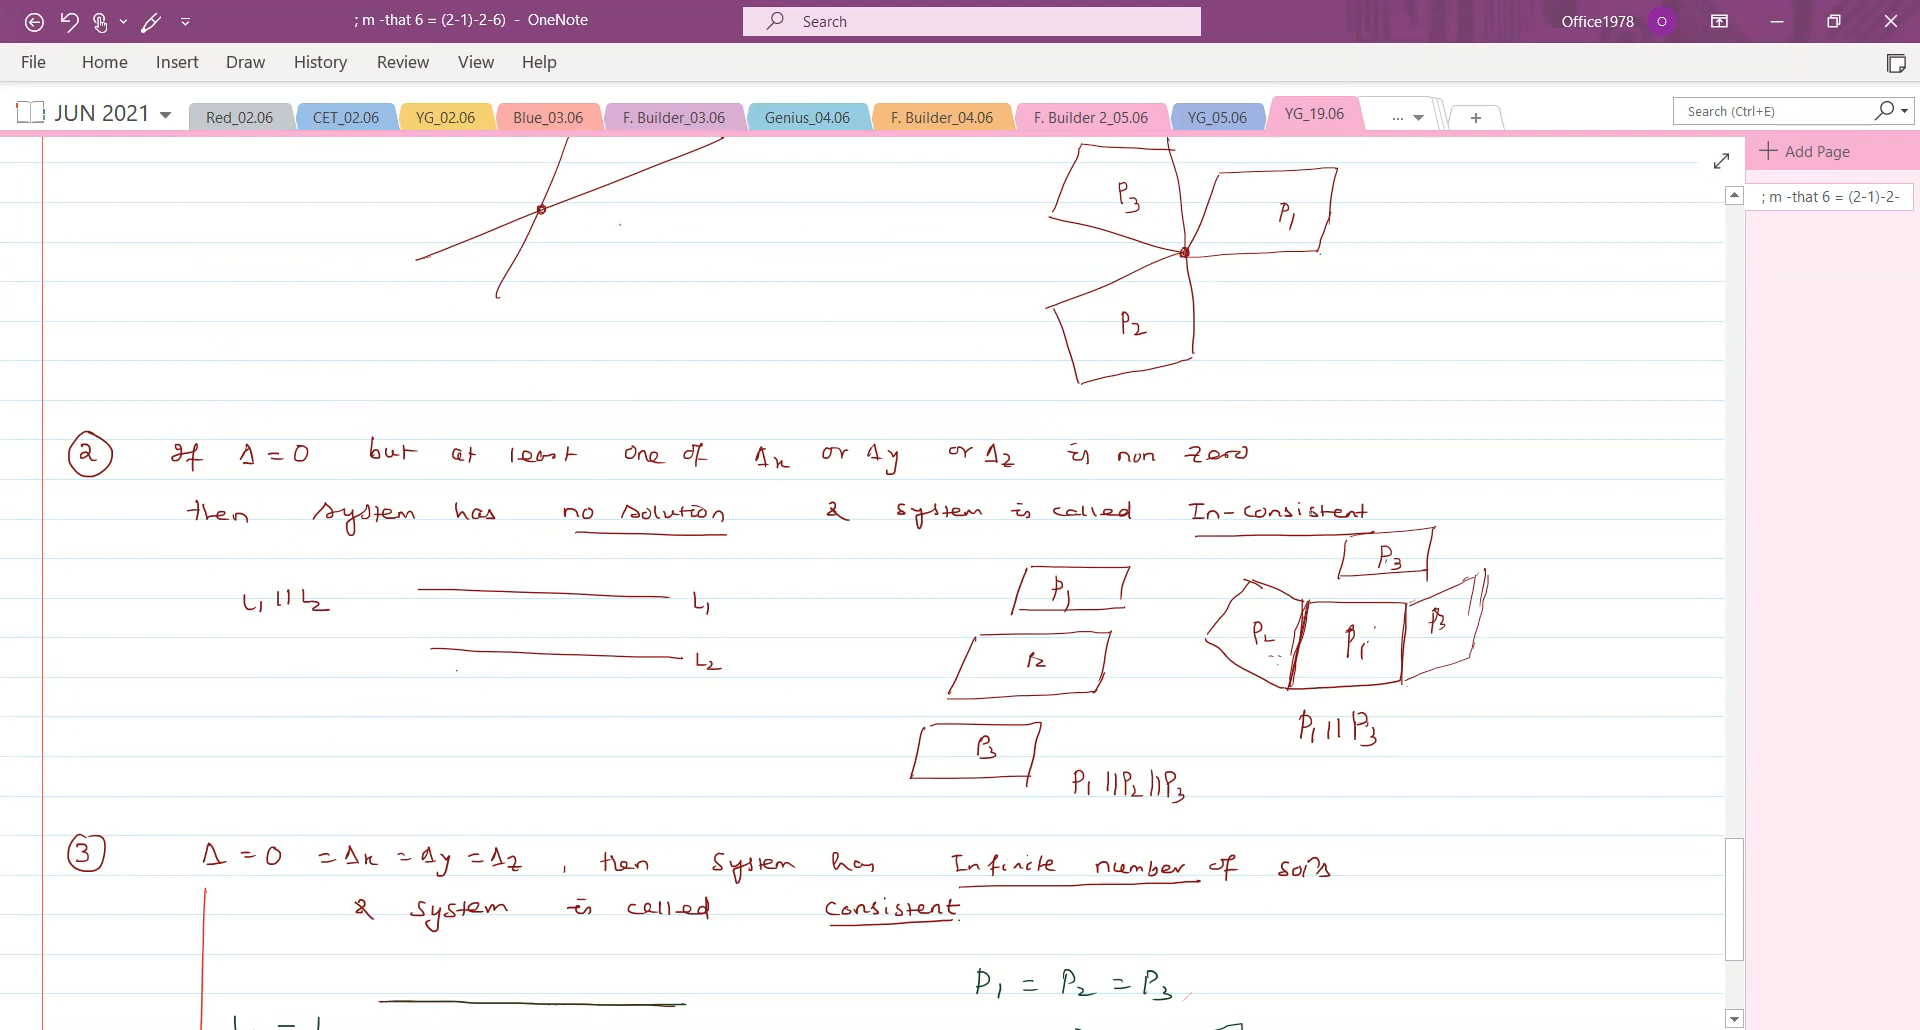 ; m -that 6 = (2-1)-2-6) - OneNote
Search
Office1978 O
File Home Insert Draw History Review View Help
JUN 2021
Red_02.06 CET_02.06 YG_02.06 Blue_03.06 F. Builder_03.06 Genius_04.06 F. Builder_04.06 F. Builder 2_05.06 YG_05.06 YG_19.06 ... +
Search (Ctrl+E)
Add Page
; m -that 6 = (2-1)-2-
P3
P1
P2
2 If Δ = 0 but at least one of Δx or Δy or Δz is non zero
then system has no solution & system is called In-consistent
P3
L1 || L2
L1
L2
P1
P2
P3
P2 P1 P3
P1 || P3
P1 || P2 || P3
3 Δ = 0 = Δx = Δy = Δz , then system has Infinite number of solns
& system is called consistent.
P1 = P2 = P3